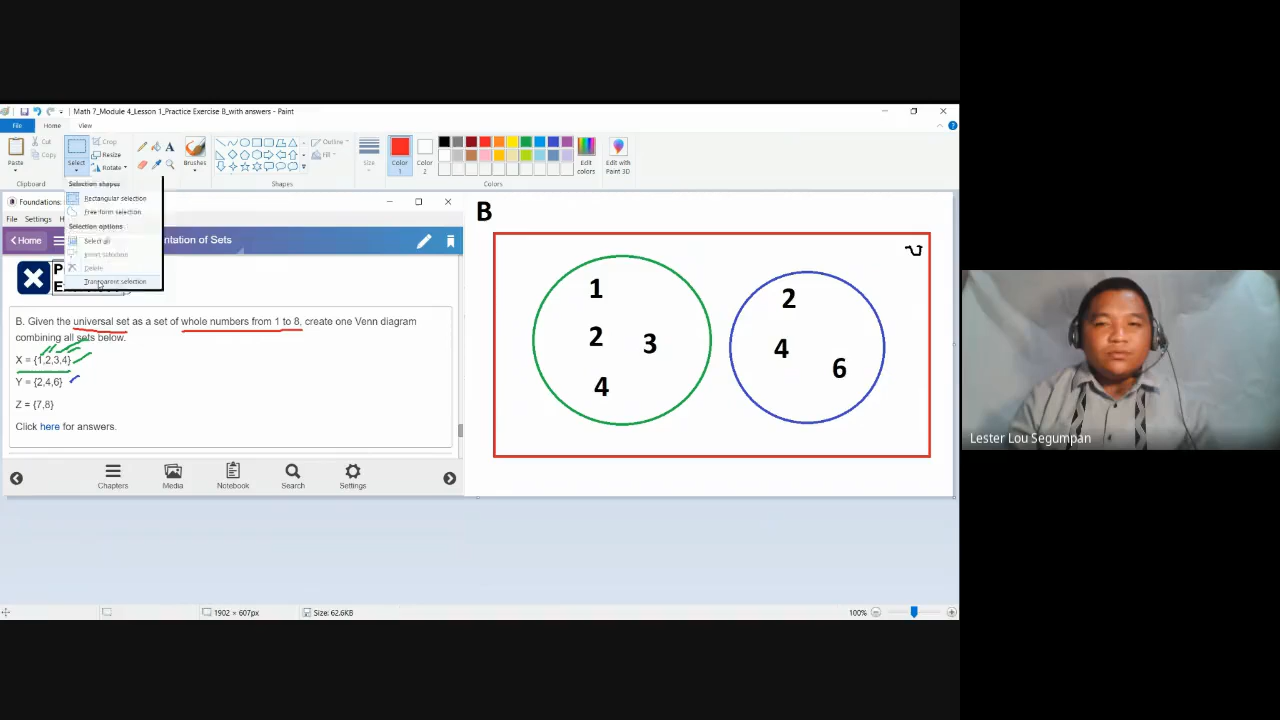 Math 7_Module 4_Lesson 1_Practice Exercise B_with answers - Paint
File Home View
Paste
Cut
Copy
Clipboard
Select
Crop
Resize
Rotate
Brushes
Shapes
Outline
Fill
Size
Color 1
Color 2
Edit colors
Edit with Paint 3D
Colors
Selection shapes
Rectangular selection
Free-form selection
Selection options
Select all
Invert selection
Delete
Transparent selection
Foundations:
File Settings H
Home
ntation of Sets
P
E
B. Given the universal set as a set of whole numbers from 1 to 8, create one Venn diagram
combining all sets below.
X = {1,2,3,4}
Y = {2,4,6}
Z = {7,8}
Click here for answers.
Chapters Media Notebook Search Settings
B
1
2
3
4
2
4
6
1902 × 607px
Size: 62.6KB
100%
Lester Lou Segumpan